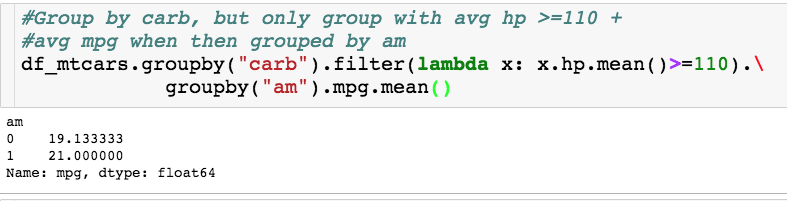 #Group by carb, but only group with avg hp >=110 +
#avg mpg when then grouped by am
df_mtcars.groupby("carb").filter(lambda x: x.hp.mean()>=110).\
groupby("am").mpg.mean()
am
0    19.133333
1    21.000000
Name: mpg, dtype: float64